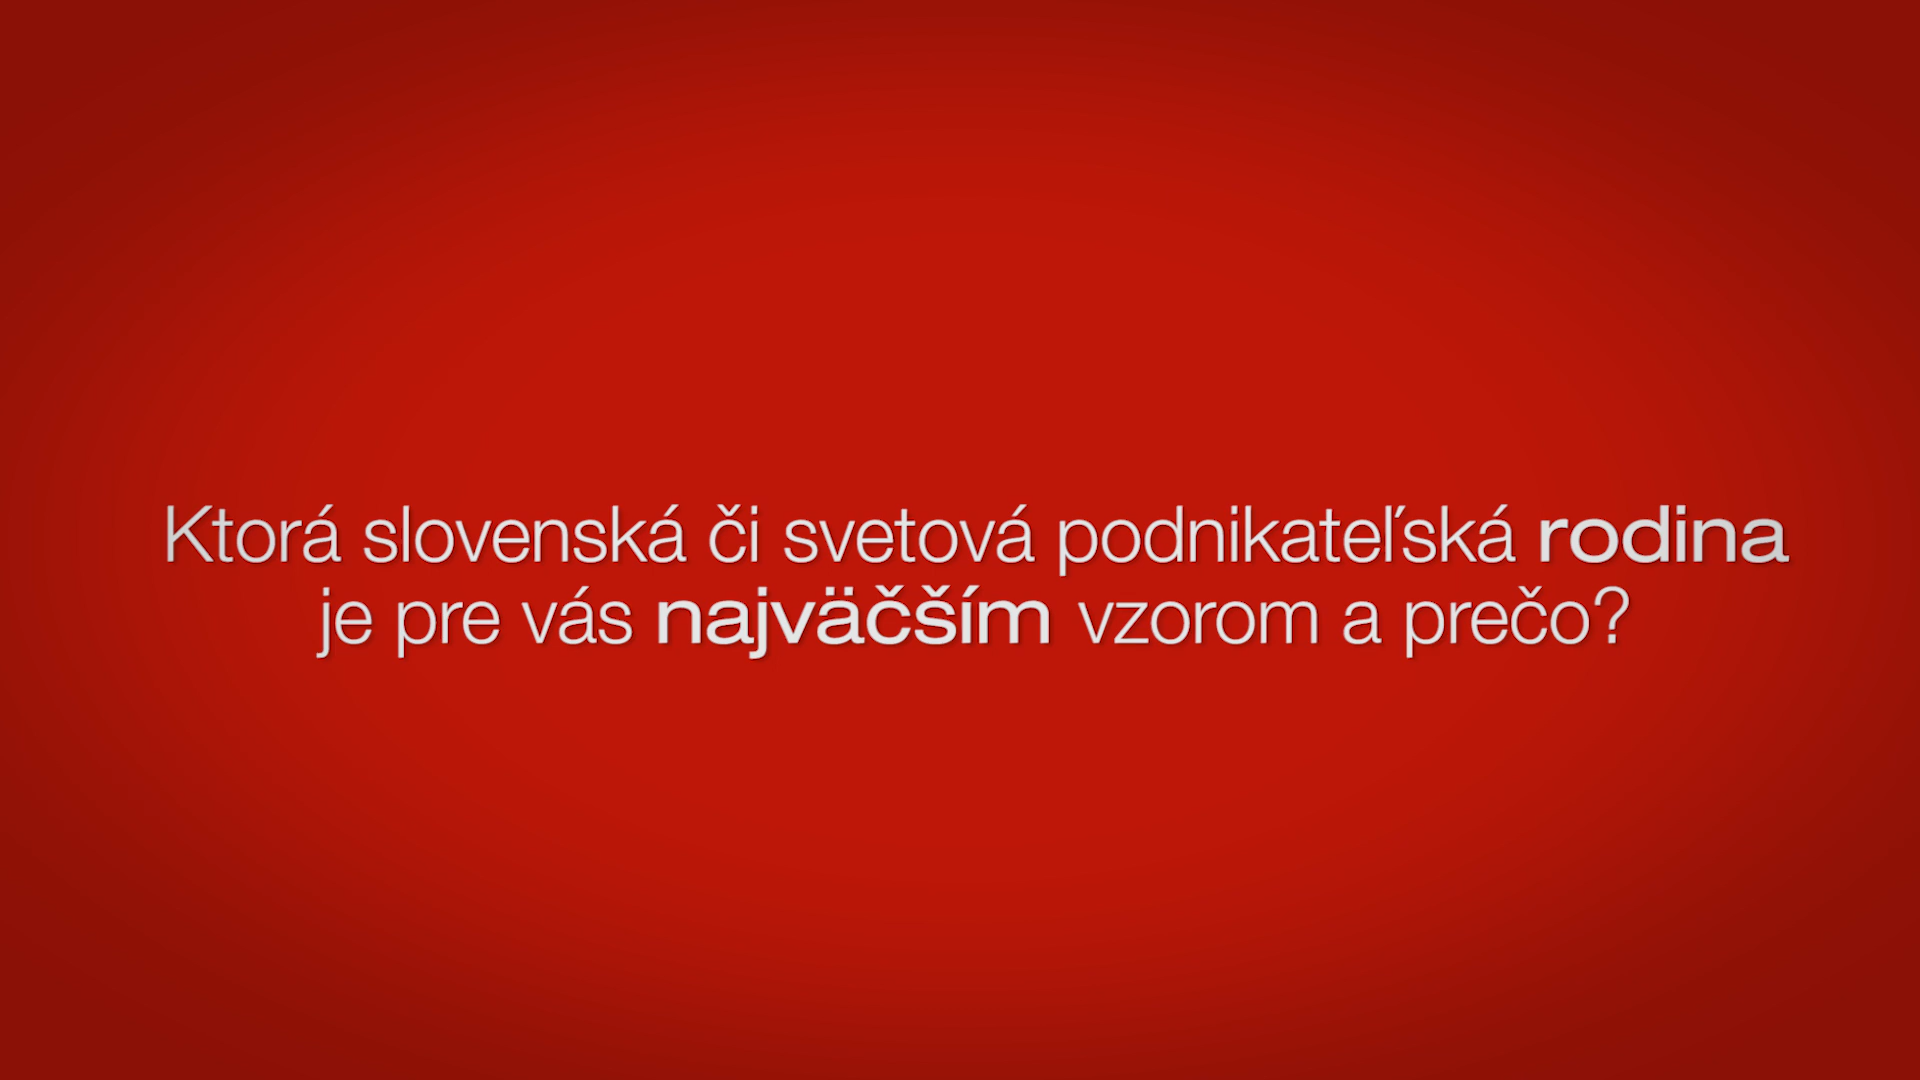 Ktorá slovenská či svetová podnikateľská rodina
je pre vás najväčším vzorom a prečo?